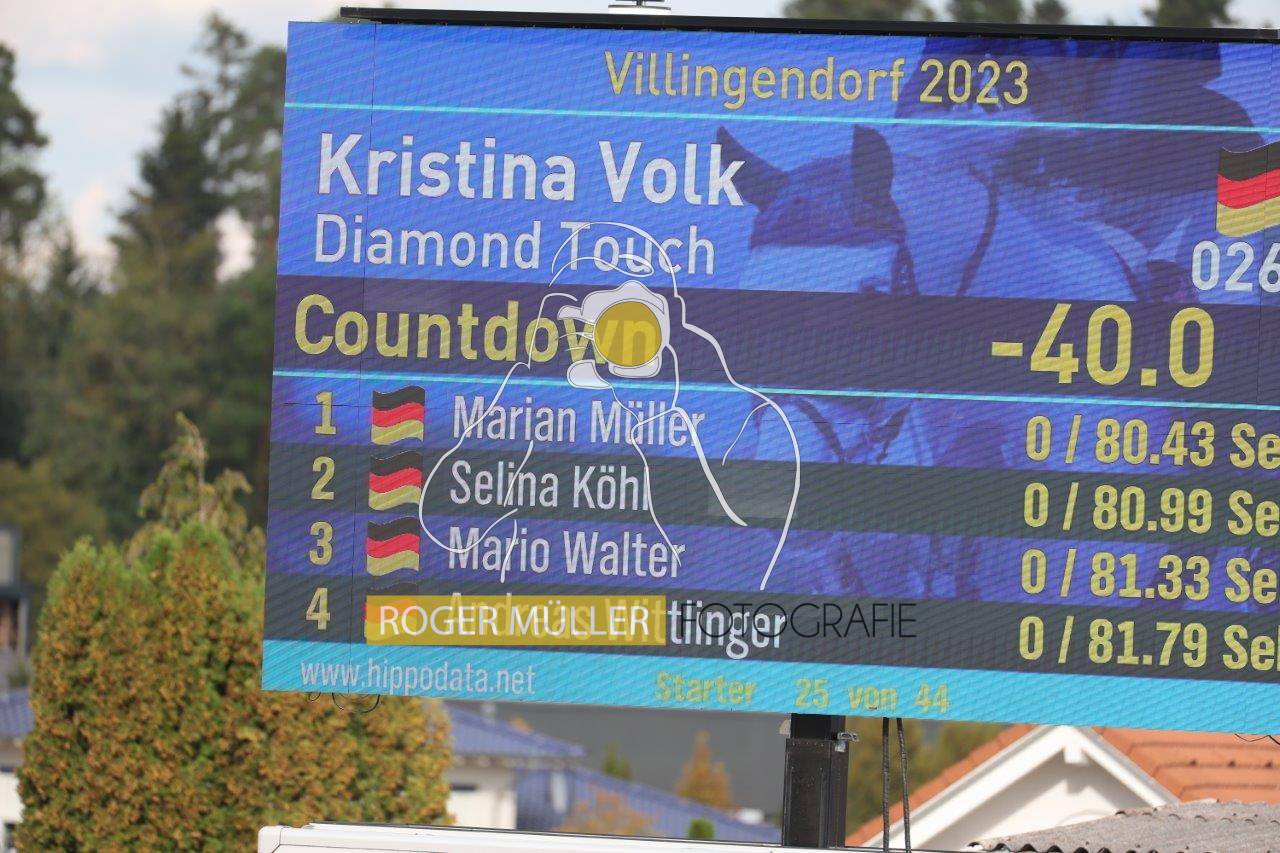 Villingendorf 2023
Kristina Volk
Diamond Touch
026
Countdown -40.0
1 Marian Müller 0 / 80.43 Se
2 Selina Köhl 0 / 80.99 Se
3 Mario Walter 0 / 81.33 Se
4 Andreas Wittlinger 0 / 81.79 Se
ROGER MÜLLER FOTOGRAFIE
www.hippodata.net Starter 25 von 44